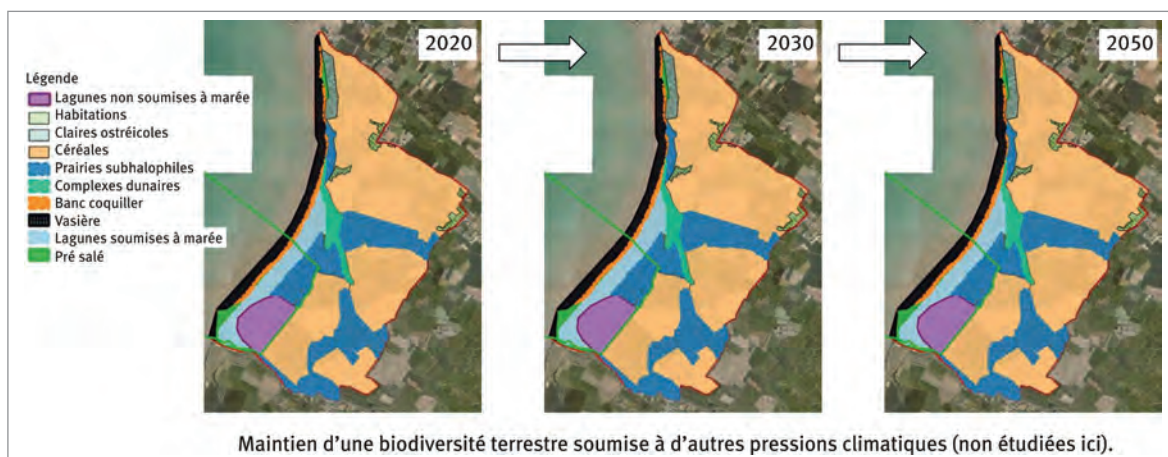 2020
2030
2050
Légende
Lagunes non soumises à marée
Habitations
Claires ostréicoles
Céréales
Prairies subhalophiles
Complexes dunaires
Banc coquiller
Vasière
Lagunes soumises à marée
Pré salé
Maintien d'une biodiversité terrestre soumise à d'autres pressions climatiques (non étudiées ici).